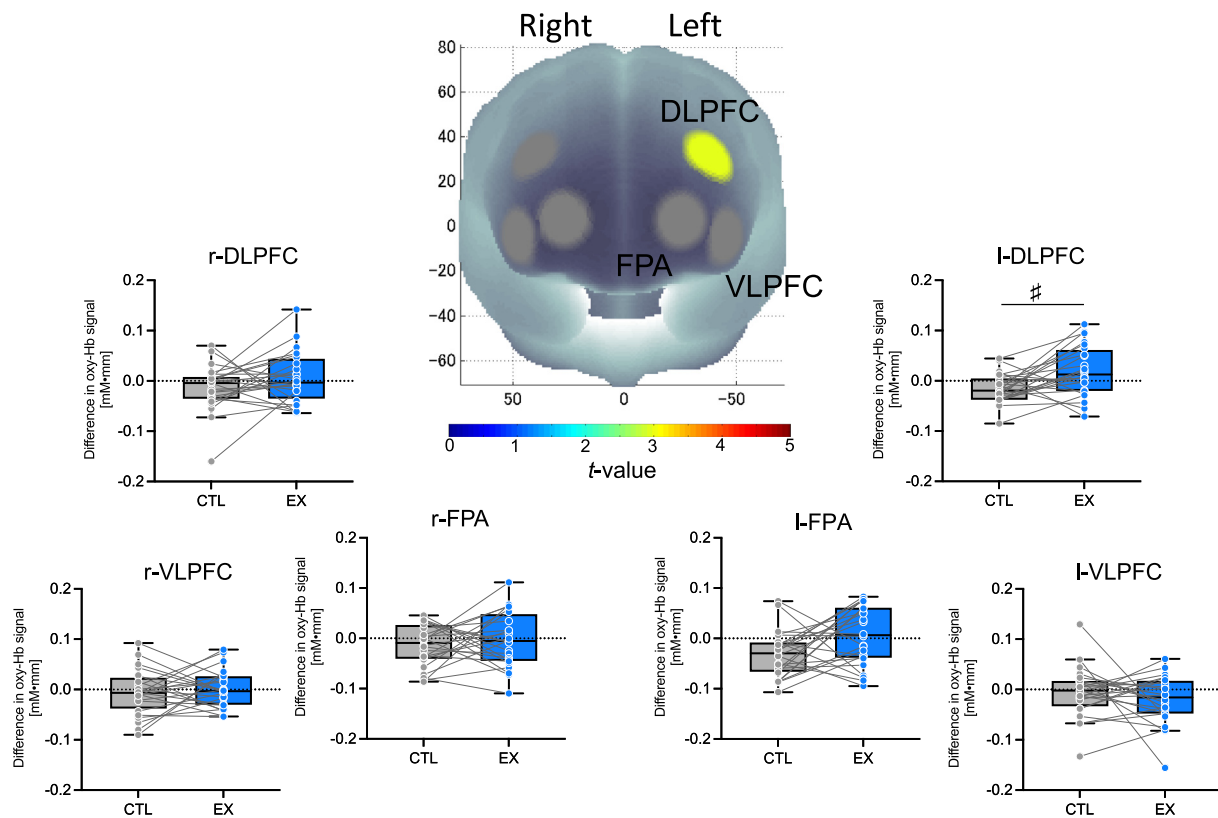 Right Left
80
60
40
20
0
−20
−40
−60
50 0 −50
DLPFC
FPA
VLPFC
0 1 2 3 4 5
t-value
r-DLPFC
Difference in oxy-Hb signal
[mM•mm]
0.2
0.1
0.0
-0.1
-0.2
CTL EX
l-DLPFC
♯
Difference in oxy-Hb signal
[mM•mm]
0.2
0.1
0.0
-0.1
-0.2
CTL EX
r-VLPFC
Difference in oxy-Hb signal
[mM•mm]
0.2
0.1
0.0
-0.1
-0.2
CTL EX
r-FPA
Difference in oxy-Hb signal
[mM•mm]
0.2
0.1
0.0
-0.1
-0.2
CTL EX
l-FPA
Difference in oxy-Hb signal
[mM•mm]
0.2
0.1
0.0
-0.1
-0.2
CTL EX
l-VLPFC
Difference in oxy-Hb signal
[mM•mm]
0.2
0.1
0.0
-0.1
-0.2
CTL EX